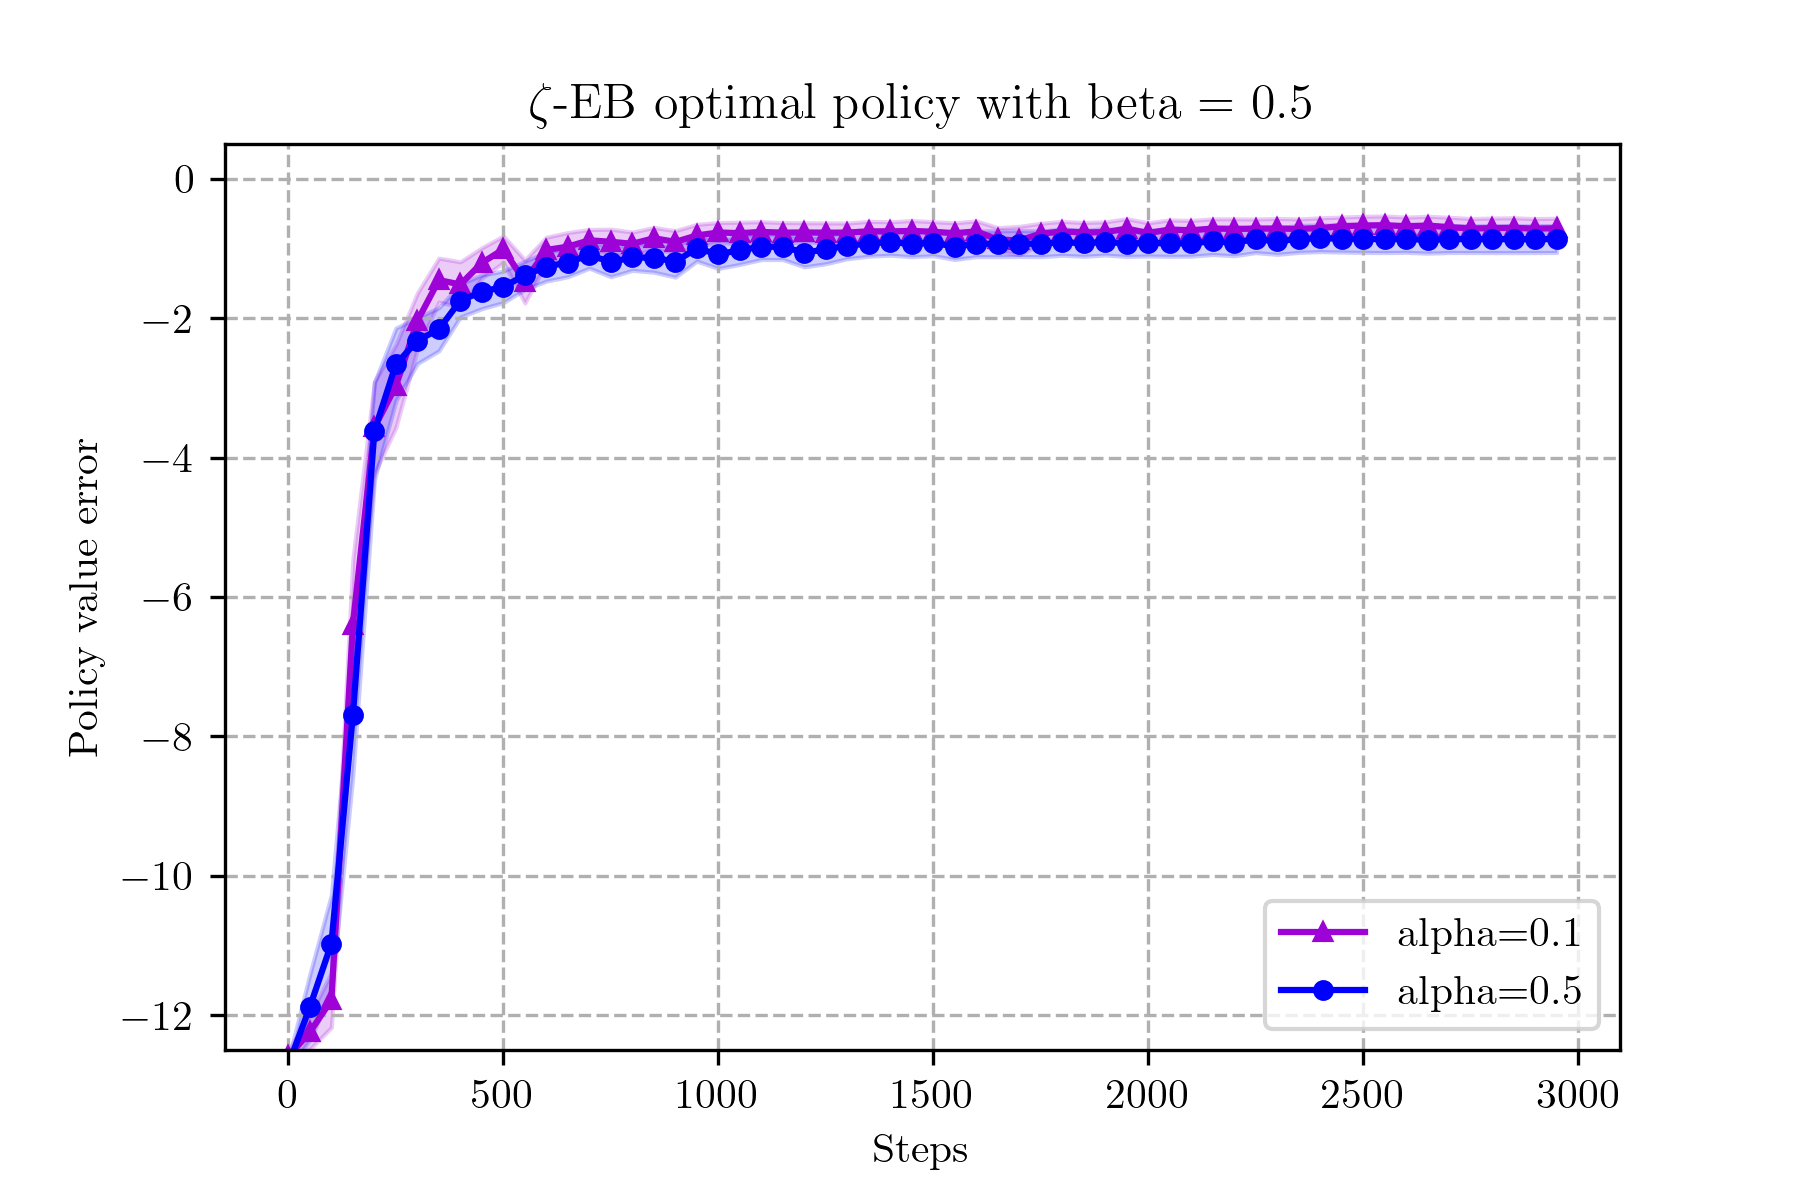 ζ-EB optimal policy with beta = 0.5
0
−2
−4
−6
−8
−10
−12
Policy value error
0 500 1000 1500 2000 2500 3000
Steps
alpha=0.1
alpha=0.5